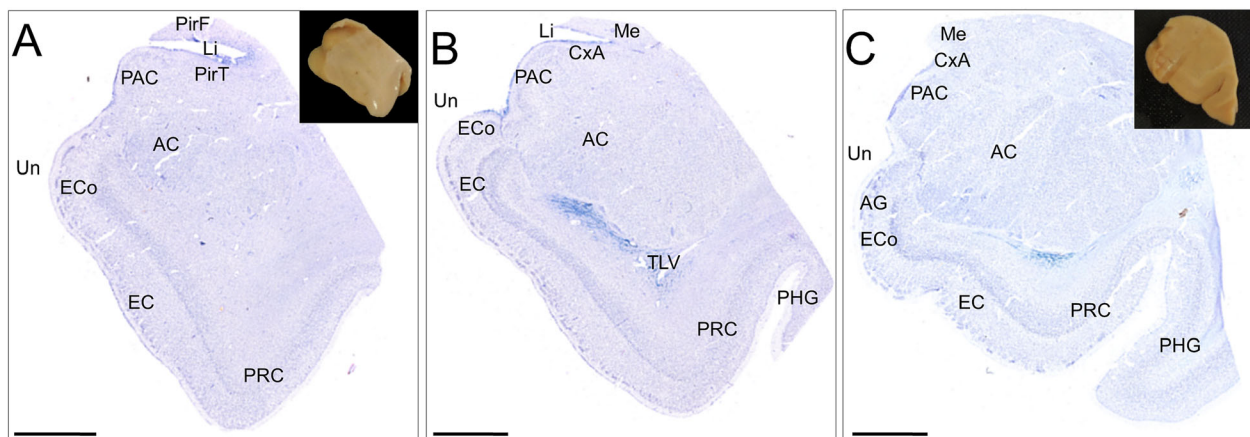 A
PirF
Li
PirT
PAC
AC
Un
ECo
EC
PRC
B
Li
Me
CxA
PAC
Un
ECo
AC
EC
TLV
PHG
PRC
C
Me
CxA
PAC
AC
Un
AG
ECo
EC
PRC
PHG